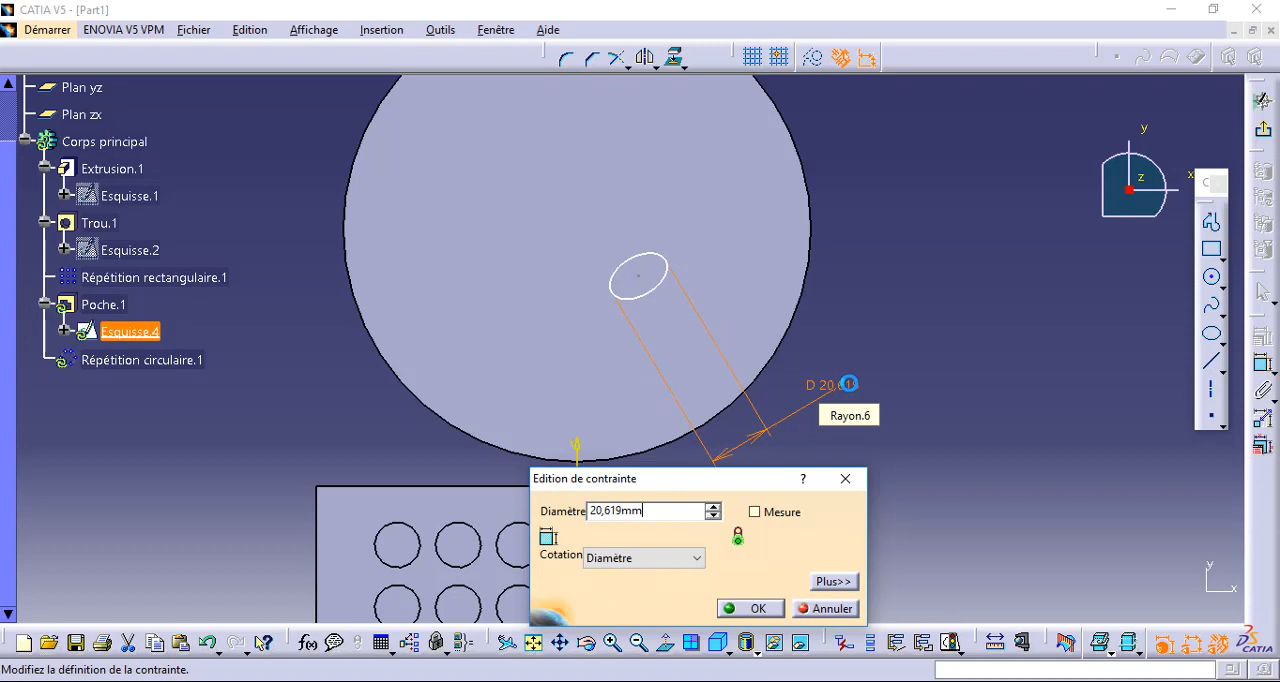 CATIA V5 - [Part1]
Démarrer ENOVIA V5 VPM Fichier Edition Affichage Insertion Outils Fenêtre Aide
Plan yz
Plan zx
Corps principal
Extrusion.1
Esquisse.1
Trou.1
Esquisse.2
Répétition rectangulaire.1
Poche.1
Esquisse.4
Répétition circulaire.1
y
x
z
C
D 20,6
Rayon.6
Edition de contrainte ?
Diamètre 20,619mm Mesure
Cotation Diamètre
Plus>>
OK Annuler
y
x
f(x)
CATIA
Modifiez la définition de la contrainte.